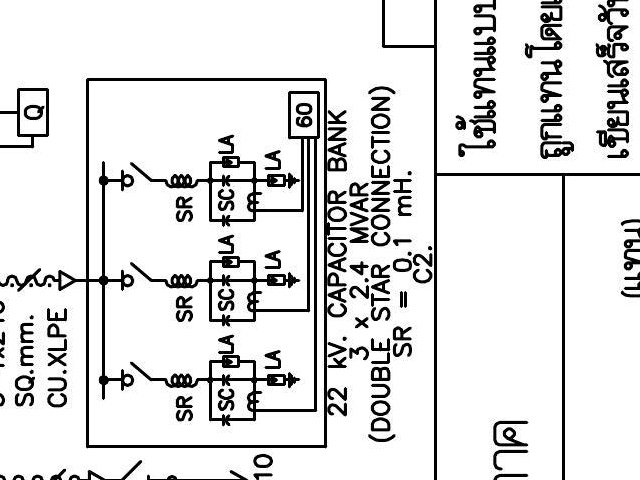 Q
60
LA
LA
SC
SR
LA
LA
SC
SR
LA
LA
SC
SR
SQ.mm.
CU.XLPE
22 kV. CAPACITOR BANK
3 x 2.4 MVAR
(DOUBLE STAR CONNECTION)
SR = 0.1 mH.
C2.
10
ใช้แทนแบบ
ถูกแทนโดย
เขียนเสร็จวัน
(แทน)
ภาค